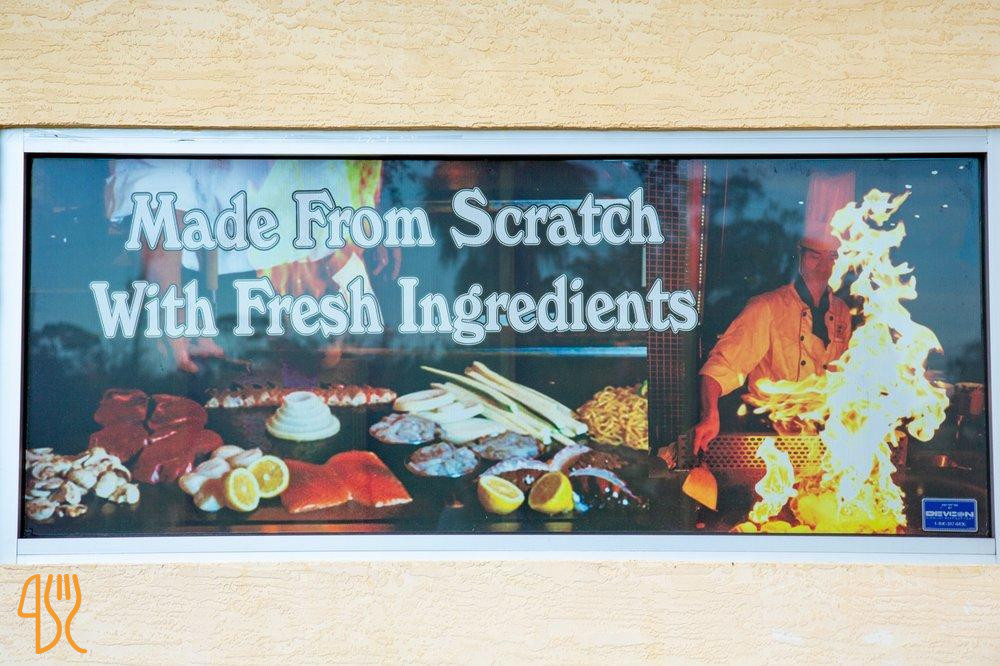 Made From Scratch
With Fresh Ingredients